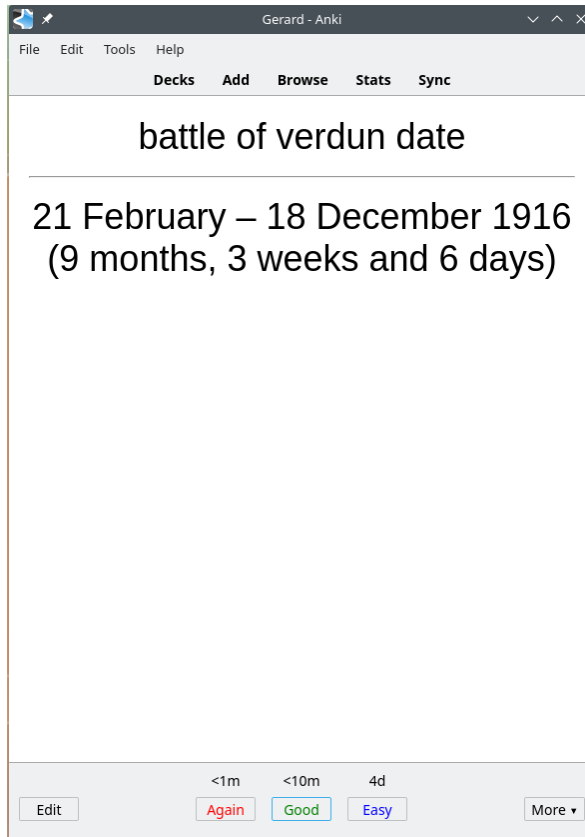 Gerard - Anki
File Edit Tools Help
Decks Add Browse Stats Sync
battle of verdun date
21 February – 18 December 1916
(9 months, 3 weeks and 6 days)
<1m <10m 4d
Edit Again Good Easy More ▾